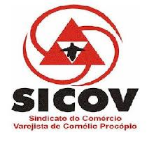 SICOV
Sindicato do Comércio
Varejista de Cornélio Procópio